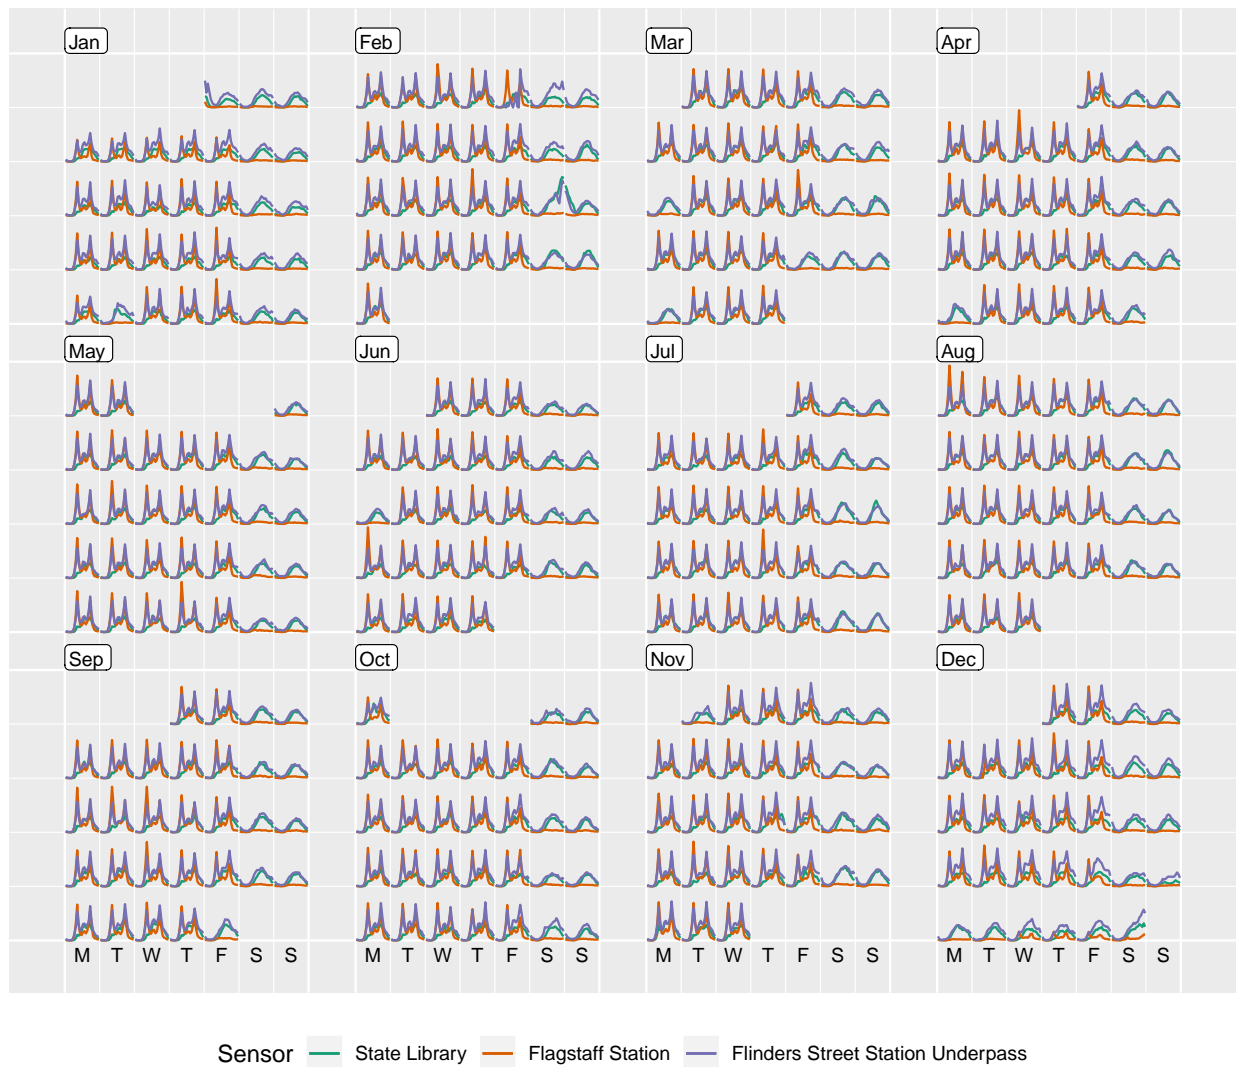 Jan Feb Mar Apr
May Jun Jul Aug
Sep Oct Nov Dec
M T W T F S S M T W T F S S M T W T F S S M T W T F S S
Sensor State Library Flagstaff Station Flinders Street Station Underpass